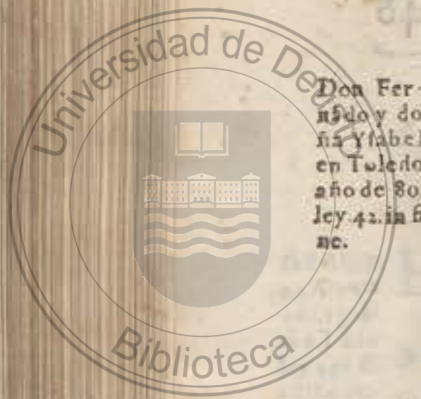 Universidad de Deusto
Biblioteca
Don Fer-
nādo y do-
ña Ysabel
en Toledo
año de 80
ley 42. in fi
ne.